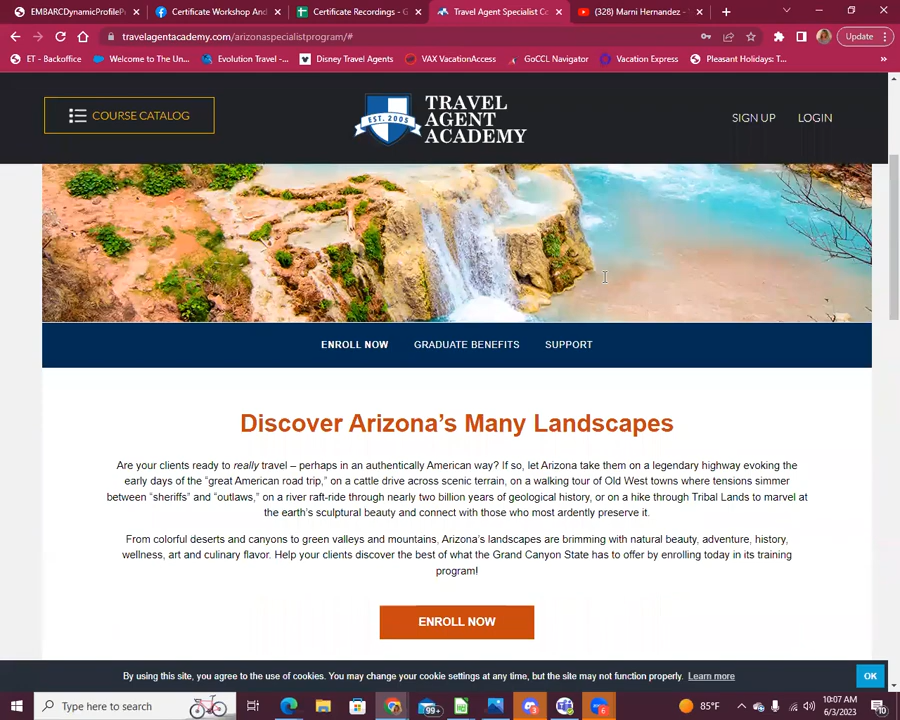 EMBARCDynamicProfileP
Certificate Workshop And
Certificate Recordings - G
Travel Agent Specialist Co
(328) Marni Hernandez -
travelagentacademy.com/arizonaspecialistprogram/#
Update
ET - Backoffice
Welcome to The Un...
Evolution Travel -...
Disney Travel Agents
VAX VacationAccess
GoCCL Navigator
Vacation Express
Pleasant Holidays: T...
COURSE CATALOG
EST. 2005
TRAVEL
AGENT
ACADEMY
SIGN UP
LOGIN
ENROLL NOW
GRADUATE BENEFITS
SUPPORT
Discover Arizona's Many Landscapes
Are your clients ready to really travel – perhaps in an authentically American way? If so, let Arizona take them on a legendary highway evoking the
early days of the "great American road trip," on a cattle drive across scenic terrain, on a walking tour of Old West towns where tensions simmer
between "sheriffs" and "outlaws," on a river raft-ride through nearly two billion years of geological history, or on a hike through Tribal Lands to marvel at
the earth's sculptural beauty and connect with those who most ardently preserve it.
From colorful deserts and canyons to green valleys and mountains, Arizona's landscapes are brimming with natural beauty, adventure, history,
wellness, art and culinary flavor. Help your clients discover the best of what the Grand Canyon State has to offer by enrolling today in its training
program!
ENROLL NOW
By using this site, you agree to the use of cookies. You may change your cookie settings at any time, but the site may not function properly. Learn more
OK
Type here to search
99+
85°F
10:07 AM
6/3/2023